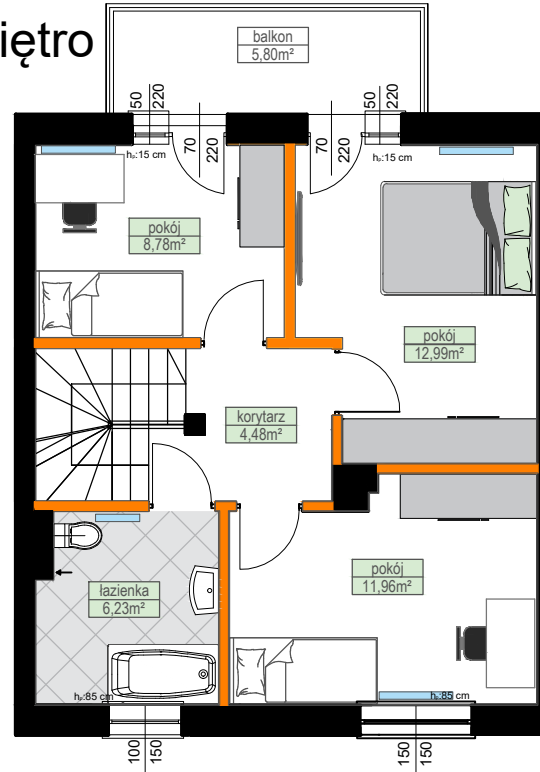 iętro
balkon
5,80m²
50
220
70
220
70
220
50
220
hₚ:15 cm
hₚ:15 cm
pokój
8,78m²
pokój
12,99m²
korytarz
4,48m²
pokój
11,96m²
łazienka
6,23m²
hₚ:85 cm
hₚ:85 cm
100
150
150
150